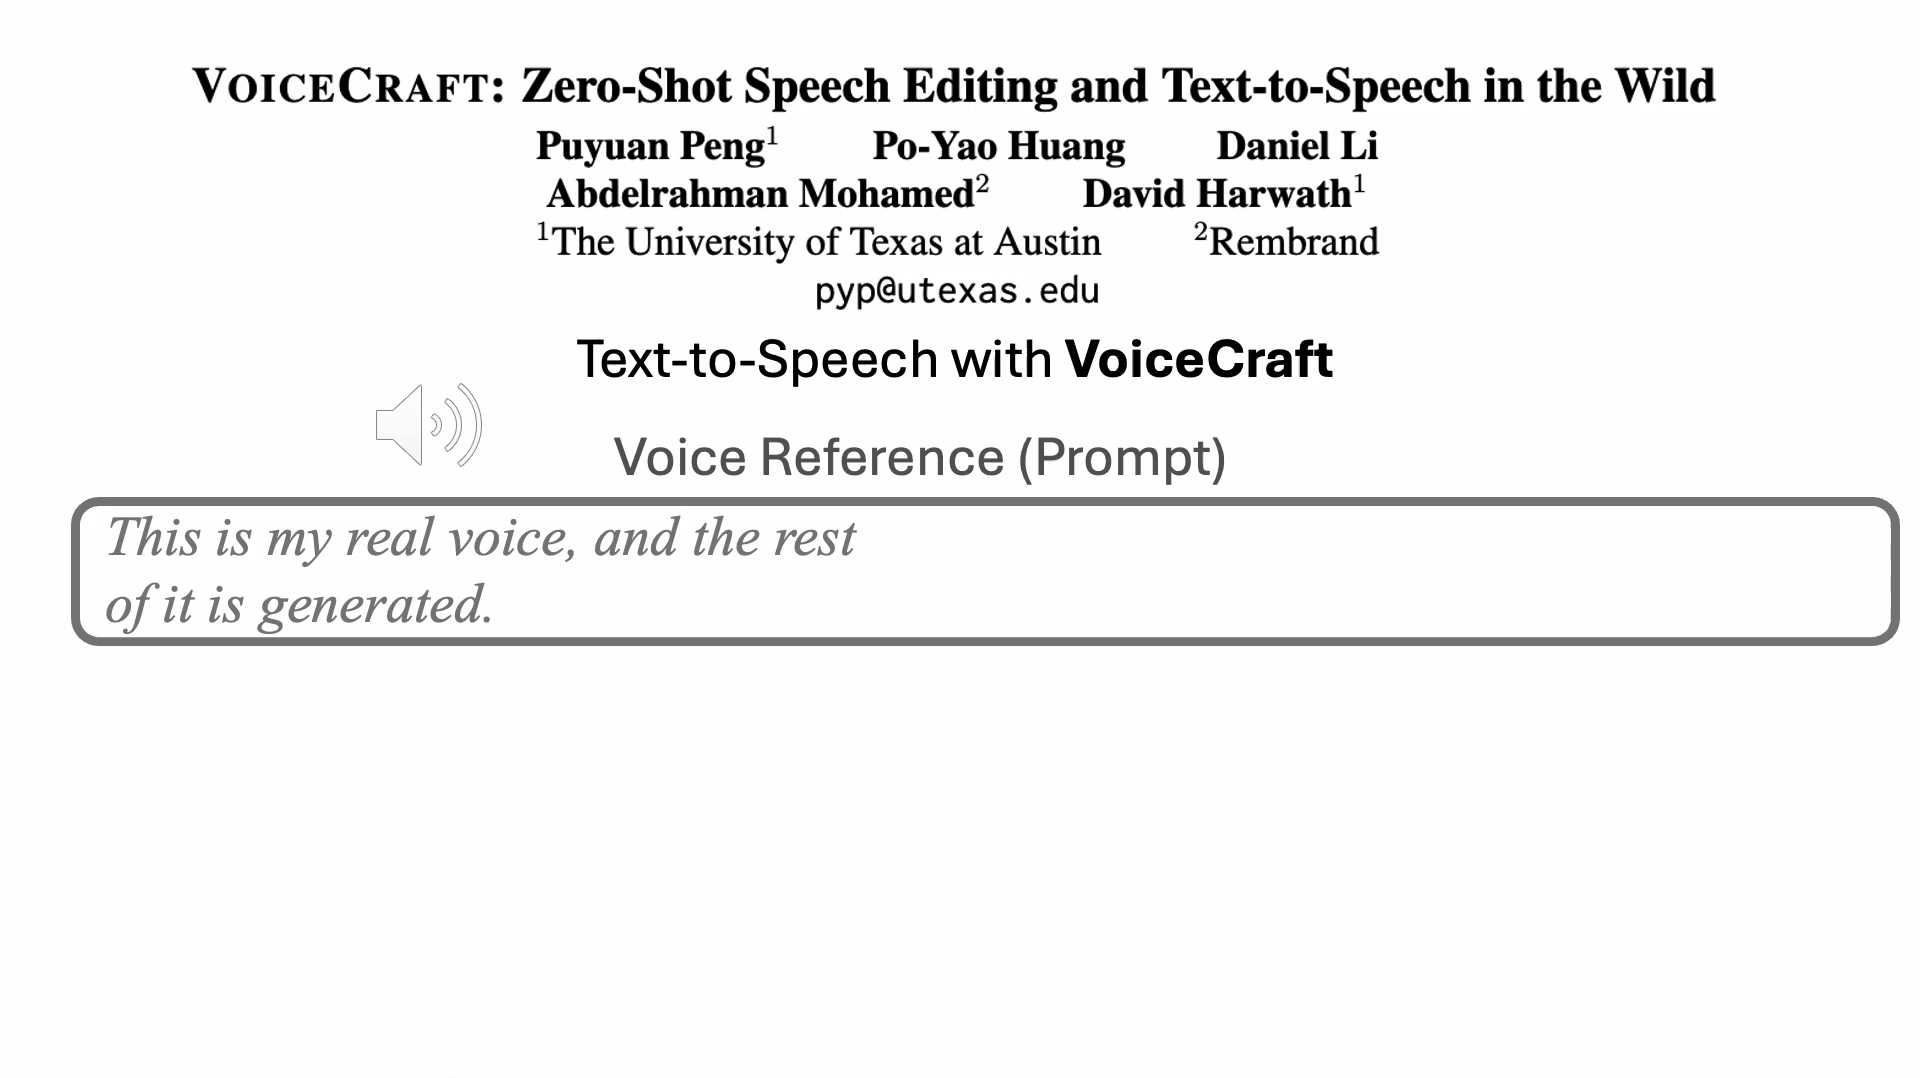 VOICECRAFT: Zero-Shot Speech Editing and Text-to-Speech in the Wild
Puyuan Peng¹ Po-Yao Huang Daniel Li
Abdelrahman Mohamed² David Harwath¹
¹The University of Texas at Austin ²Rembrand
pyp@utexas.edu
Text-to-Speech with VoiceCraft
Voice Reference (Prompt)
This is my real voice, and the rest
of it is generated.